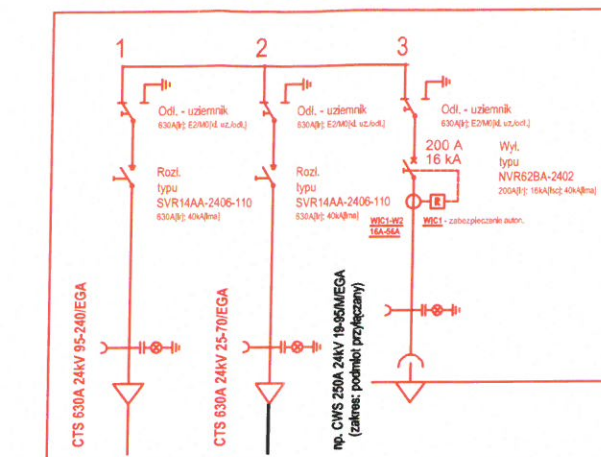 1
2
3
Odł. - uziemnik
630A[Ir]; E2/M0[kl. uz./odł.]
Odł. - uziemnik
630A[Ir]; E2/M0[kl. uz./odł.]
Odł. - uziemnik
630A[Ir]; E2/M0[kl. uz./odł.]
Rozł.
typu
SVR14AA-2406-110
630A[Ir]; 40kA[Ima]
Rozł.
typu
SVR14AA-2406-110
630A[Ir]; 40kA[Ima]
200 A
16 kA
Wył.
typu
NVR62BA-2402
200A[Ir]; 16kA[Isc]; 40kA[Ima]
R
WIC1-W2
16A-56A
WIC1 - zabezpieczenie auton.
CTS 630A 24kV 95-240/EGA
CTS 630A 24kV 25-70/EGA
np. CWS 250A 24kV 19-95/M/EGA
(zakres: podmiot przyłączany)